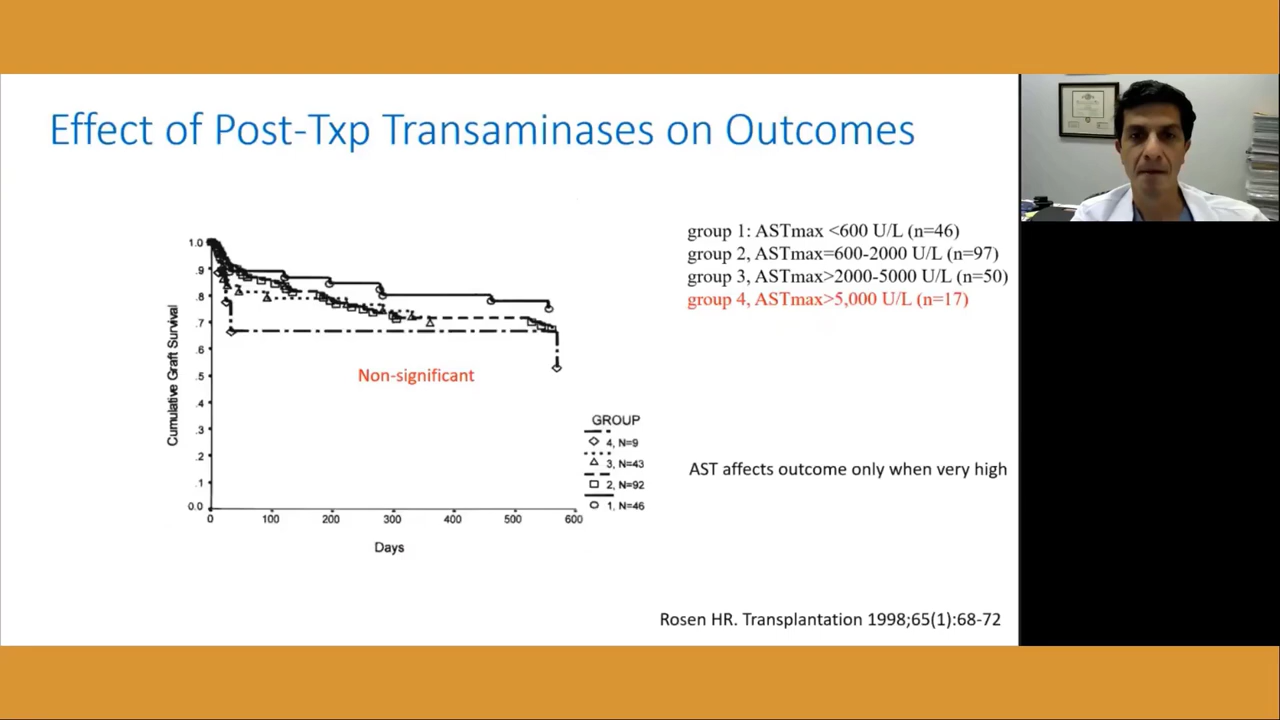 Effect of Post-Txp Transaminases on Outcomes
group 1: ASTmax <600 U/L (n=46)
group 2, ASTmax=600-2000 U/L (n=97)
group 3, ASTmax>2000-5000 U/L (n=50)
group 4, ASTmax>5,000 U/L (n=17)
1.0
.9
.8
.7
.6
.5
.4
.3
.2
.1
0.0
Cumulative Graft Survival
Non-significant
GROUP
4, N=9
3, N=43
2, N=92
1, N=46
0 100 200 300 400 500 600
Days
AST affects outcome only when very high
Rosen HR. Transplantation 1998;65(1):68-72